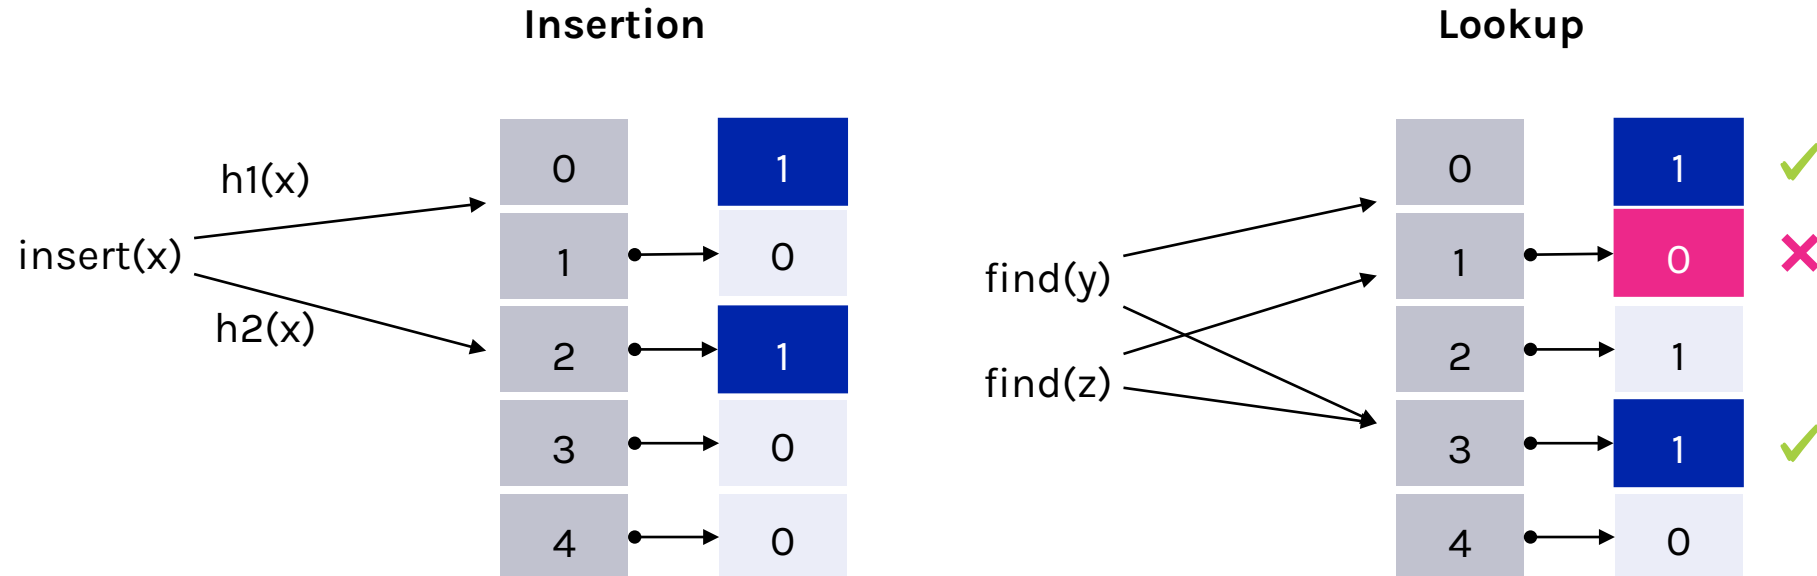 Insertion
h1(x)
insert(x)
h2(x)
0 1
1 0
2 1
3 0
4 0
Lookup
find(y)
find(z)
0 1
1 0
2 1
3 1
4 0